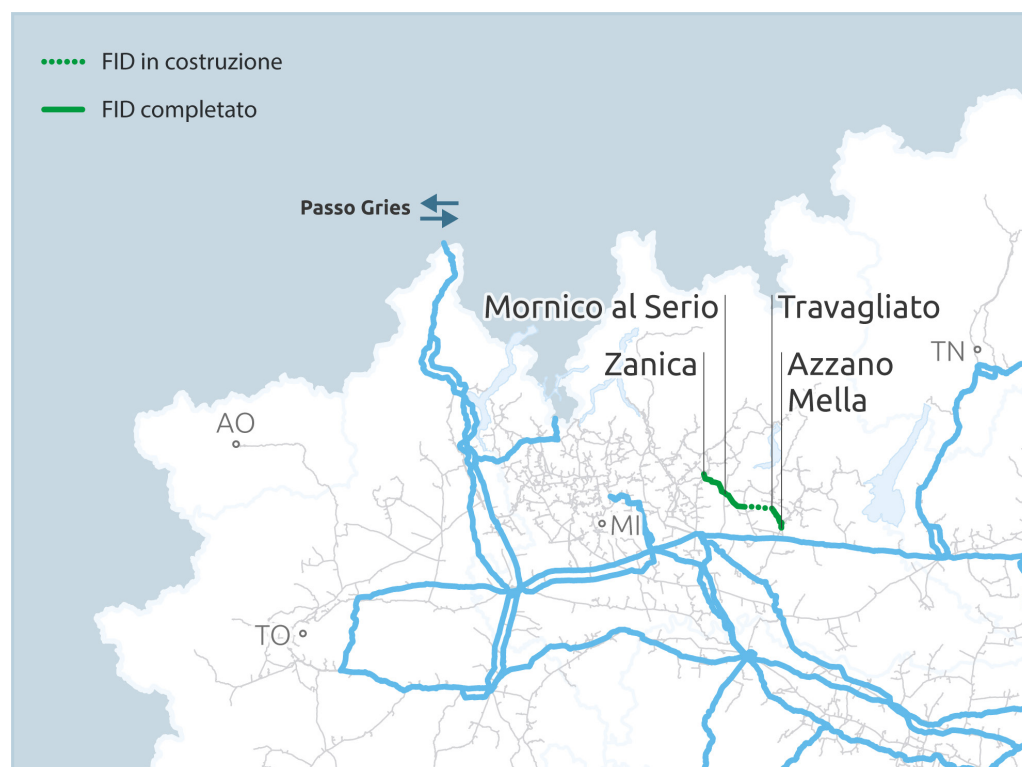 FID in costruzione
FID completato
Passo Gries
Mornico al Serio
Travagliato
Zanica
Azzano
Mella
TN
AO
MI
TO